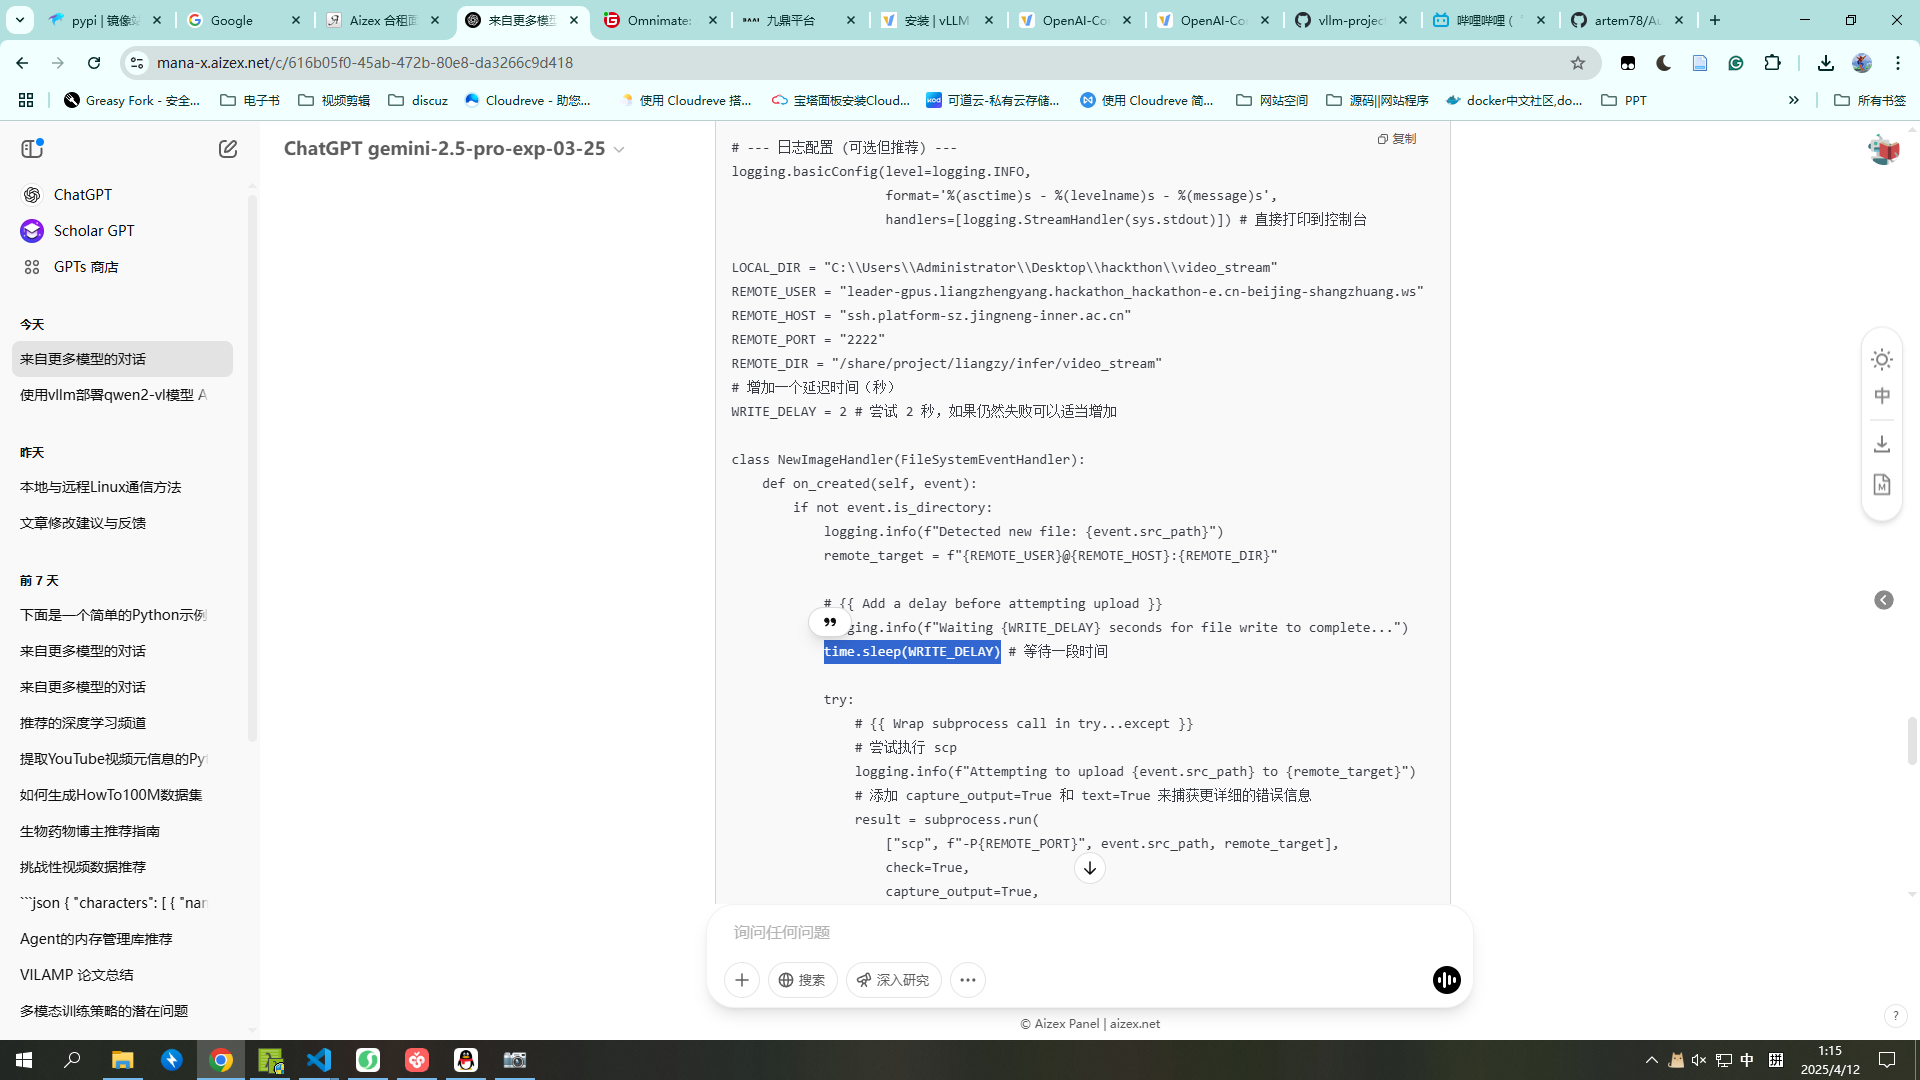 pypi | 镜像站
Google
Aizex 合租面
来自更多模型
Omnimate:
九鼎平台
安装 | vLLM
OpenAI-Co
OpenAI-Co
vllm-project
哔哩哔哩 (
artem78/Au
mana-x.aizex.net/c/616b05f0-45ab-472b-80e8-da3266c9d418
Greasy Fork - 安全...
电子书
视频剪辑
discuz
Cloudreve - 助您...
使用 Cloudreve 搭...
宝塔面板安装Cloud...
可道云-私有云存储...
使用 Cloudreve 简...
网站空间
源码||网站程序
docker中文社区,do...
PPT
所有书签
ChatGPT
Scholar GPT
GPTs 商店
今天
来自更多模型的对话
使用vllm部署qwen2-vl模型 A
昨天
本地与远程Linux通信方法
文章修改建议与反馈
前 7 天
下面是一个简单的Python示例
来自更多模型的对话
来自更多模型的对话
推荐的深度学习频道
提取YouTube视频元信息的Pyt
如何生成HowTo100M数据集
生物药物博主推荐指南
挑战性视频数据推荐
```json { "characters": [ { "nam
Agent的内存管理库推荐
VILAMP 论文总结
多模态训练策略的潜在问题
ChatGPT gemini-2.5-pro-exp-03-25
复制
# --- 日志配置 (可选但推荐) ---
logging.basicConfig(level=logging.INFO,
format='%(asctime)s - %(levelname)s - %(message)s',
handlers=[logging.StreamHandler(sys.stdout)]) # 直接打印到控制台
LOCAL_DIR = "C:\\Users\\Administrator\\Desktop\\hackthon\\video_stream"
REMOTE_USER = "leader-gpus.liangzhengyang.hackathon_hackathon-e.cn-beijing-shangzhuang.ws"
REMOTE_HOST = "ssh.platform-sz.jingneng-inner.ac.cn"
REMOTE_PORT = "2222"
REMOTE_DIR = "/share/project/liangzy/infer/video_stream"
# 增加一个延迟时间（秒）
WRITE_DELAY = 2 # 尝试 2 秒，如果仍然失败可以适当增加
class NewImageHandler(FileSystemEventHandler):
def on_created(self, event):
if not event.is_directory:
logging.info(f"Detected new file: {event.src_path}")
remote_target = f"{REMOTE_USER}@{REMOTE_HOST}:{REMOTE_DIR}"
# {{ Add a delay before attempting upload }}
ging.info(f"Waiting {WRITE_DELAY} seconds for file write to complete...")
time.sleep(WRITE_DELAY) # 等待一段时间
try:
# {{ Wrap subprocess call in try...except }}
# 尝试执行 scp
logging.info(f"Attempting to upload {event.src_path} to {remote_target}")
# 添加 capture_output=True 和 text=True 来捕获更详细的错误信息
result = subprocess.run(
["scp", f"-P{REMOTE_PORT}", event.src_path, remote_target],
check=True,
capture_output=True,
询问任何问题
搜索
深入研究
© Aizex Panel | aizex.net
中
?
中
拼
1:15
2025/4/12